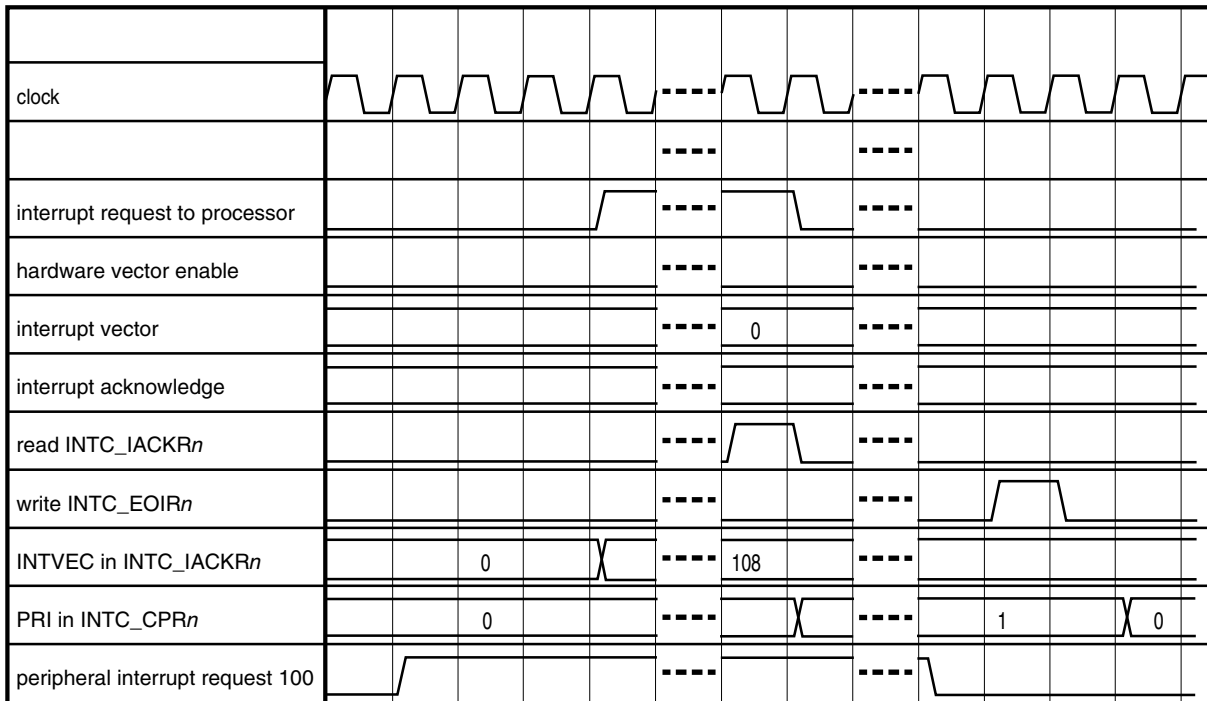 clock
interrupt request to processor
hardware vector enable
interrupt vector
0
interrupt acknowledge
read INTC_IACKRn
write INTC_EOIRn
INTVEC in INTC_IACKRn
0
108
PRI in INTC_CPRn
0
1
0
peripheral interrupt request 100